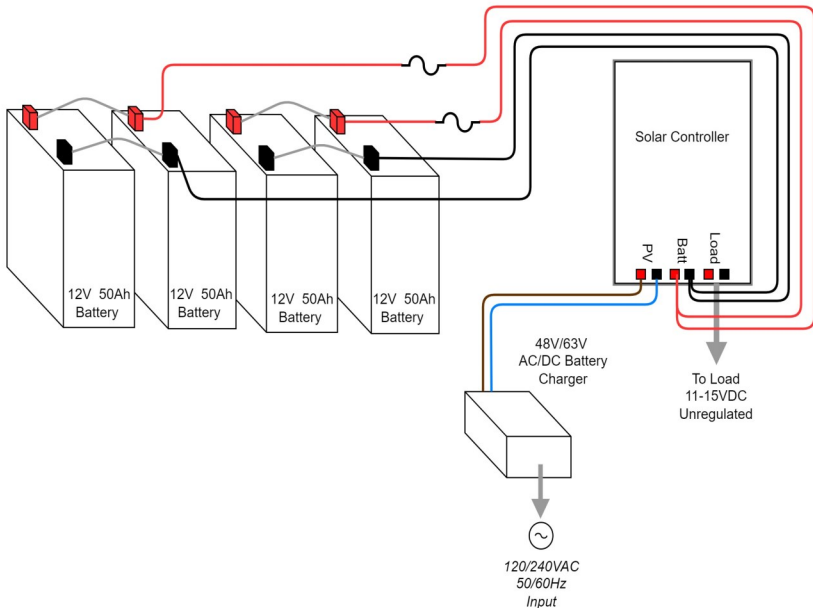 Solar Controller
PV
Batt
Load
12V 50Ah
Battery
12V 50Ah
Battery
12V 50Ah
Battery
12V 50Ah
Battery
48V/63V
AC/DC Battery
Charger
To Load
11-15VDC
Unregulated
120/240VAC
50/60Hz
Input